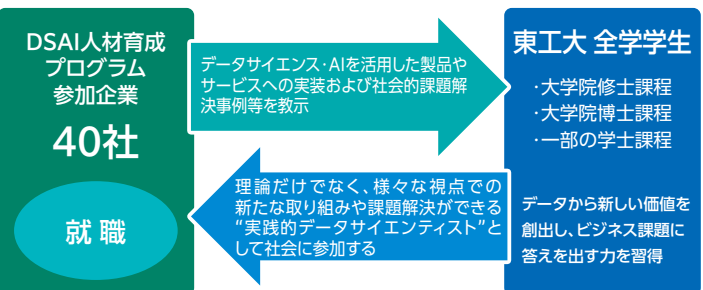 DSAI人材育成
プログラム
参加企業
40社
就職
データサイエンス・AIを活用した製品や
サービスへの実装および社会的課題解
決事例等を教示
理論だけでなく、様々な視点での
新たな取り組みや課題解決ができる
“実践的データサイエンティスト”と
して社会に参加する
東工大 全学学生
・大学院修士課程
・大学院博士課程
・一部の学士課程
データから新しい価値を
創出し、ビジネス課題に
答えを出す力を習得